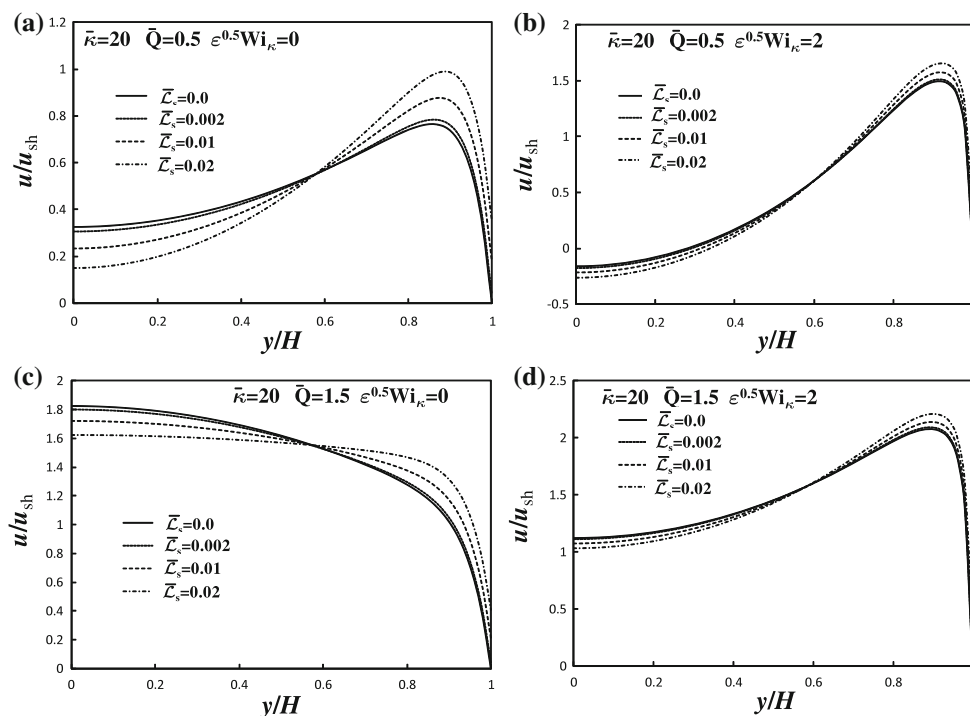 (a)
κ̄=20 Q̄=0.5 ε^0.5Wi_κ=0
L̄_s=0.0
L̄_s=0.002
L̄_s=0.01
L̄_s=0.02
u/u_sh
1.2
1
0.8
0.6
0.4
0.2
0
0 0.2 0.4 0.6 0.8 1
y/H
(b)
κ̄=20 Q̄=0.5 ε^0.5Wi_κ=2
L̄_s=0.0
L̄_s=0.002
L̄_s=0.01
L̄_s=0.02
u/u_sh
2
1.5
1
0.5
0
-0.5
0 0.2 0.4 0.6 0.8
y/H
(c)
κ̄=20 Q̄=1.5 ε^0.5Wi_κ=0
L̄_s=0.0
L̄_s=0.002
L̄_s=0.01
L̄_s=0.02
u/u_sh
2
1.8
1.6
1.4
1.2
1
0.8
0.6
0.4
0.2
0
0 0.2 0.4 0.6 0.8 1
y/H
(d)
κ̄=20 Q̄=1.5 ε^0.5Wi_κ=2
L̄_s=0.0
L̄_s=0.002
L̄_s=0.01
L̄_s=0.02
u/u_sh
2.5
2
1.5
1
0.5
0
0 0.2 0.4 0.6 0.8
y/H